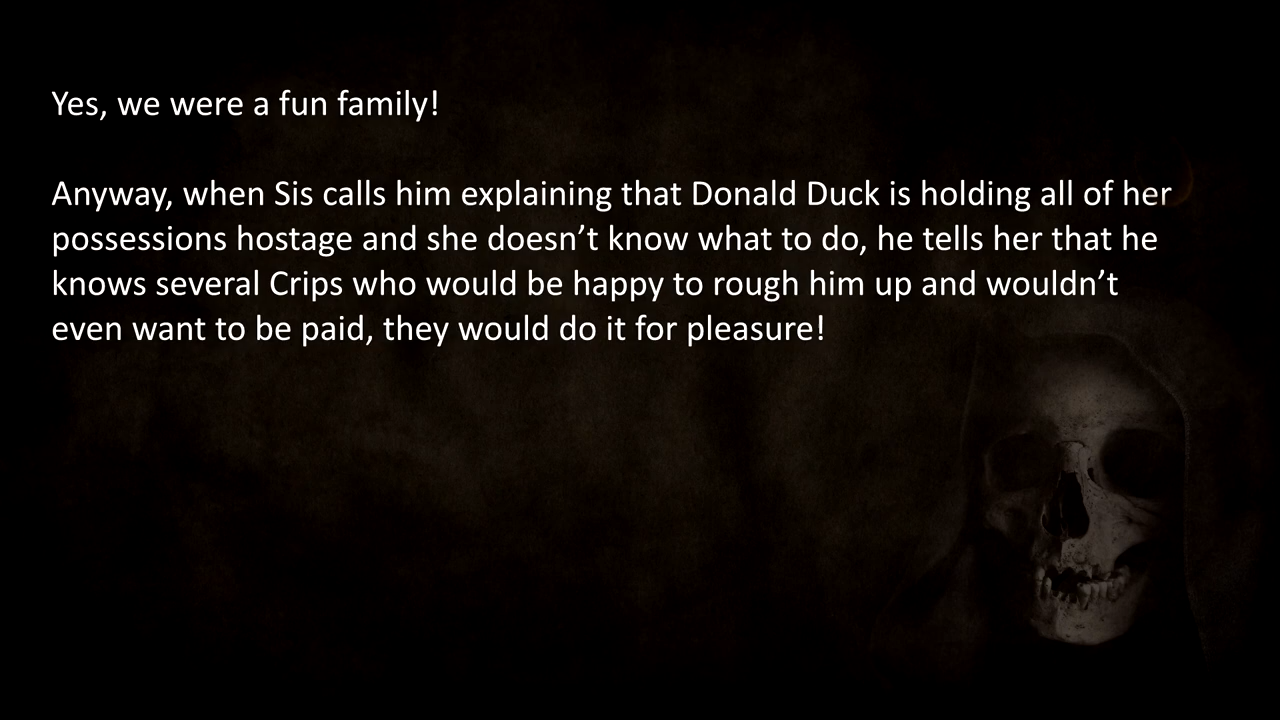 Yes, we were a fun family!
Anyway, when Sis calls him explaining that Donald Duck is holding all of her
possessions hostage and she doesn’t know what to do, he tells her that he
knows several Crips who would be happy to rough him up and wouldn’t
even want to be paid, they would do it for pleasure!